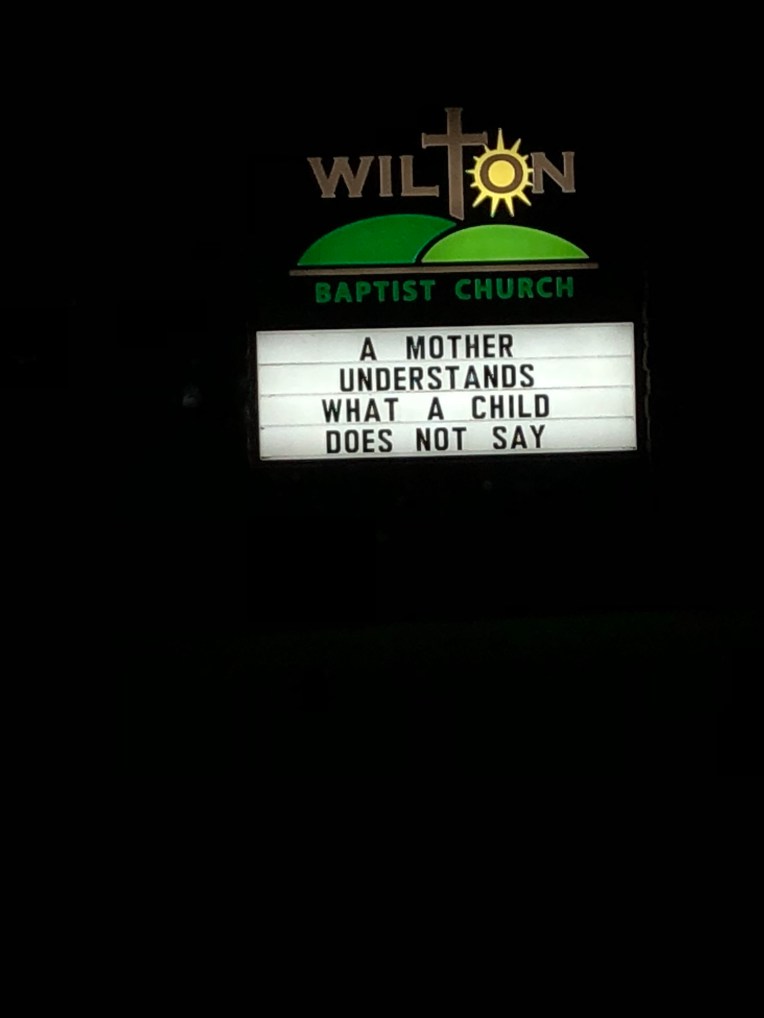 WILTON
BAPTIST CHURCH
A MOTHER
UNDERSTANDS
WHAT A CHILD
DOES NOT SAY